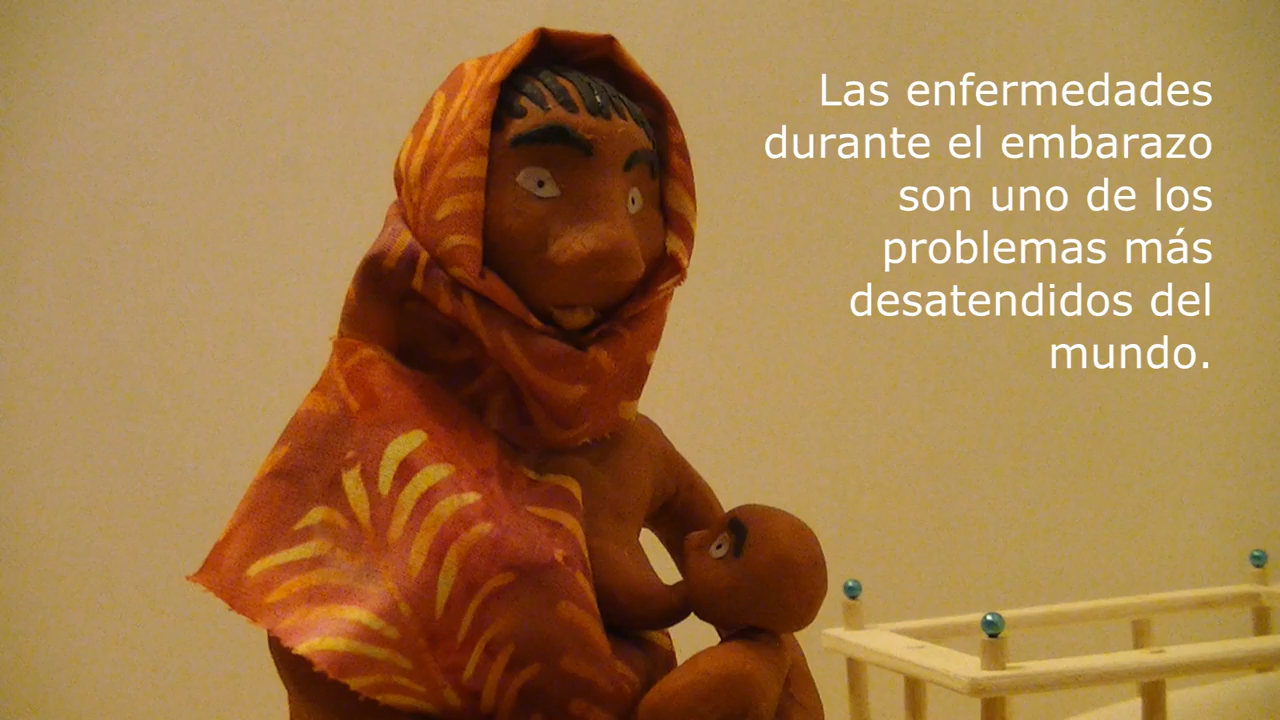 Las enfermedades
durante el embarazo
son uno de los
problemas más
desatendidos del
mundo.